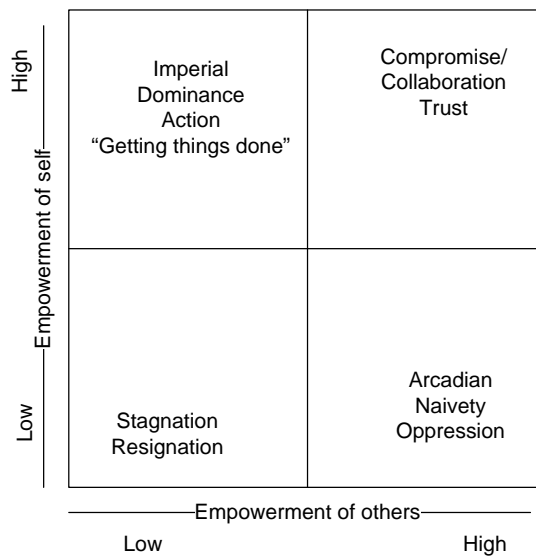 High
Empowerment of self
Low
Imperial
Dominance
Action
“Getting things done”
Compromise/
Collaboration
Trust
Stagnation
Resignation
Arcadian
Naivety
Oppression
Empowerment of others
Low
High